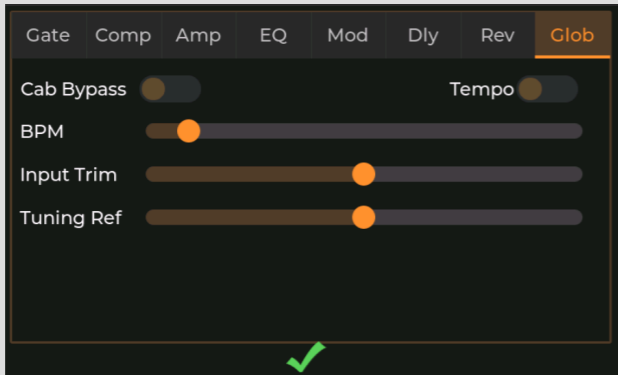 Gate Comp Amp EQ Mod Dly Rev Glob
Cab Bypass Tempo
BPM
Input Trim
Tuning Ref